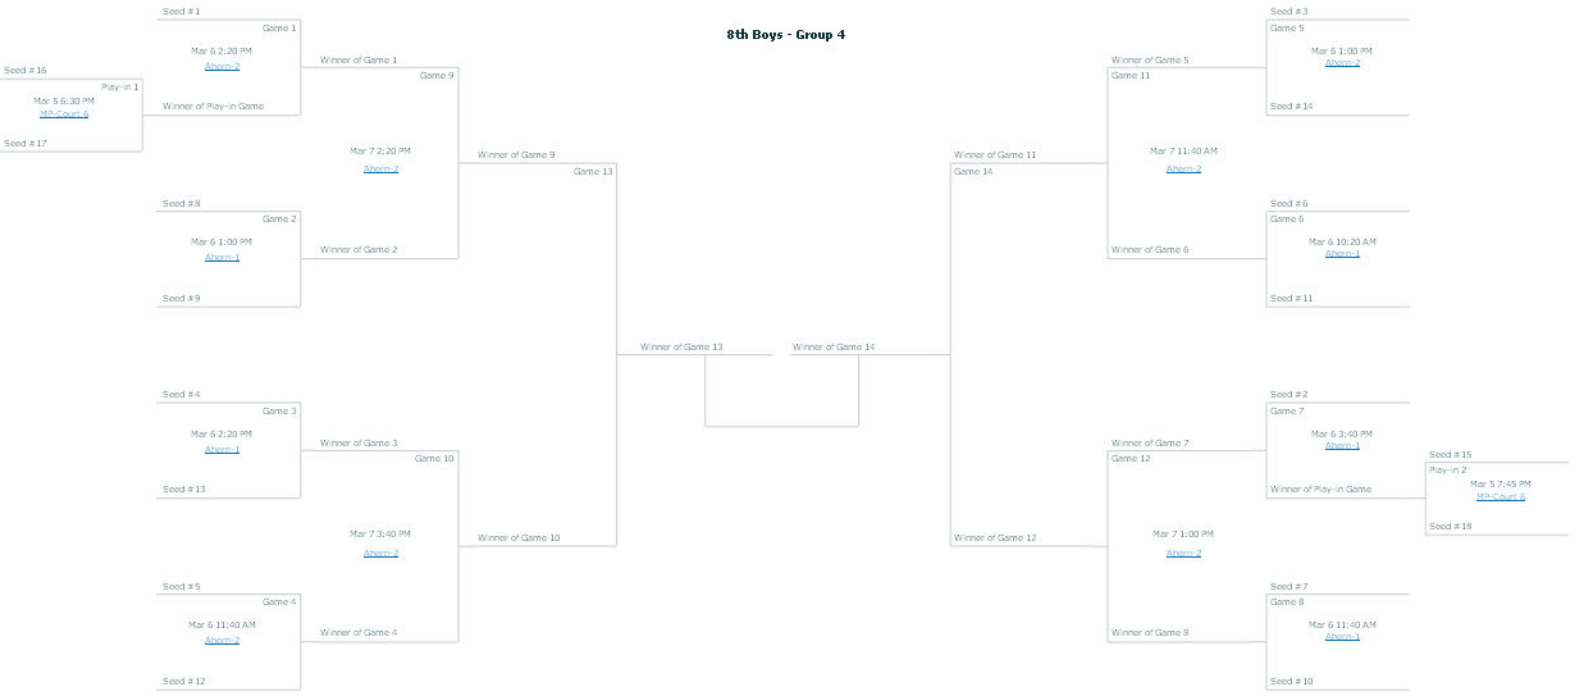 8th Boys - Group 4
Seed #1
Game 1
Mar 6 2:20 PM
Ahern-2
Seed #16
Play-in 1
Mar 5 6:30 PM
MP-Court 6
Seed #17
Winner of Play-in Game
Winner of Game 1
Game 9
Mar 7 2:20 PM
Ahern-2
Seed #8
Game 2
Mar 6 1:00 PM
Ahern-1
Seed #9
Winner of Game 2
Winner of Game 9
Game 13
Seed #4
Game 3
Mar 6 2:20 PM
Ahern-1
Seed #13
Winner of Game 3
Game 10
Mar 7 3:40 PM
Ahern-2
Seed #5
Game 4
Mar 6 11:40 AM
Ahern-2
Seed #12
Winner of Game 4
Winner of Game 10
Winner of Game 13
Winner of Game 14
Seed #3
Game 5
Mar 6 1:00 PM
Ahern-2
Seed #14
Winner of Game 5
Game 11
Mar 7 11:40 AM
Ahern-2
Seed #6
Game 6
Mar 6 10:20 AM
Ahern-1
Seed #11
Winner of Game 6
Winner of Game 11
Game 14
Seed #2
Game 7
Mar 6 3:40 PM
Ahern-1
Winner of Play-in Game
Seed #15
Play-in 2
Mar 5 7:45 PM
MP-Court 6
Seed #18
Winner of Game 7
Game 12
Mar 7 1:00 PM
Ahern-2
Seed #7
Game 8
Mar 6 11:40 AM
Ahern-1
Seed #10
Winner of Game 8
Winner of Game 12